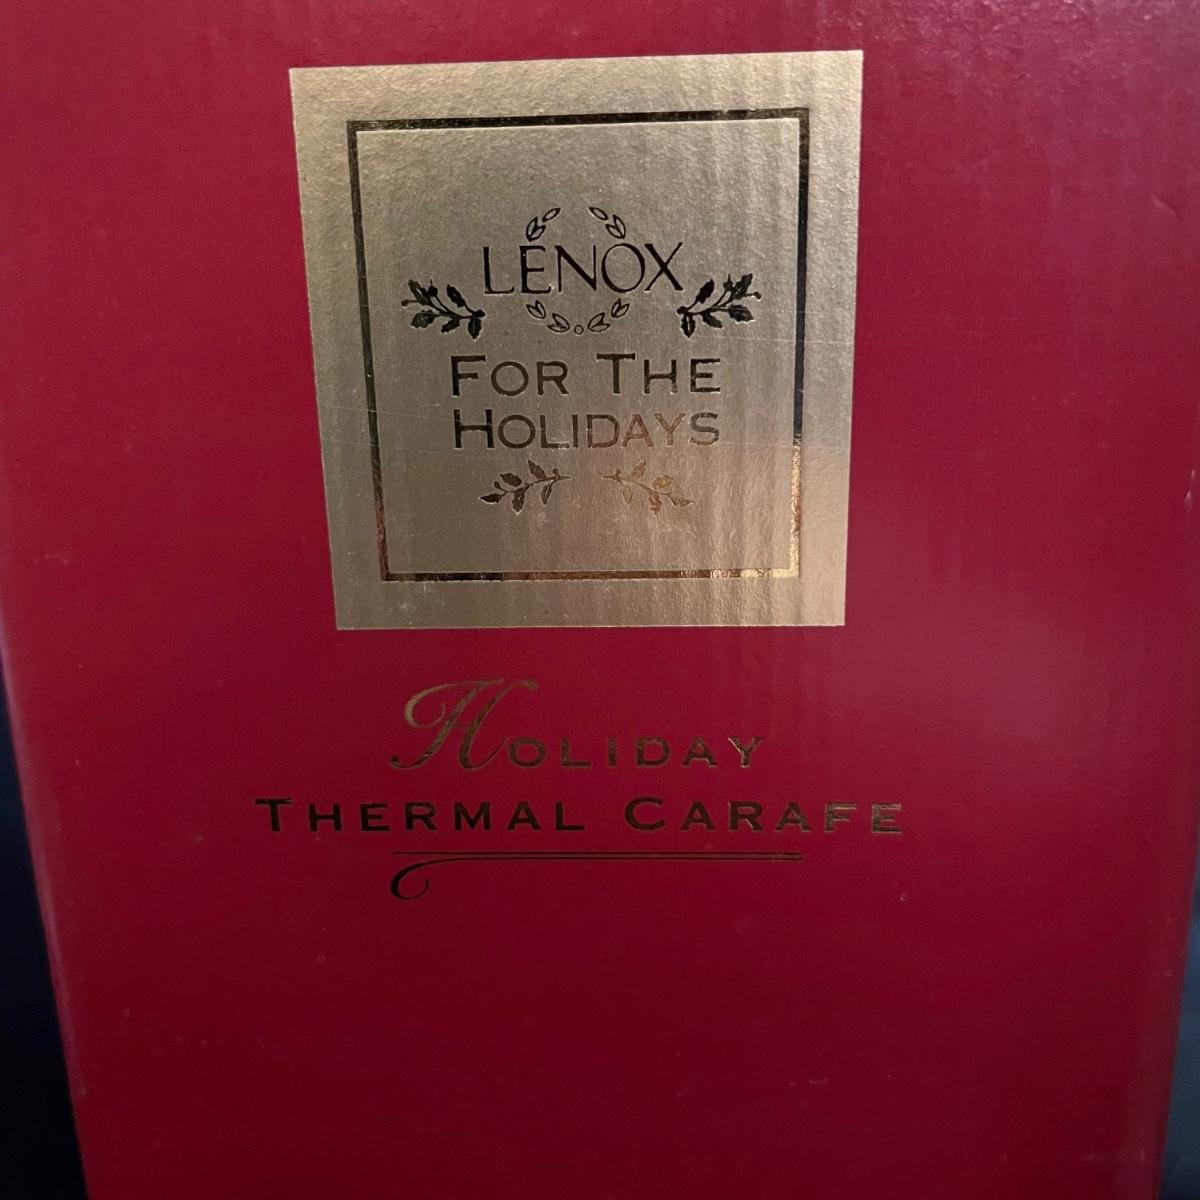 LENOX
FOR THE
HOLIDAYS
HOLIDAY
THERMAL CARAFE